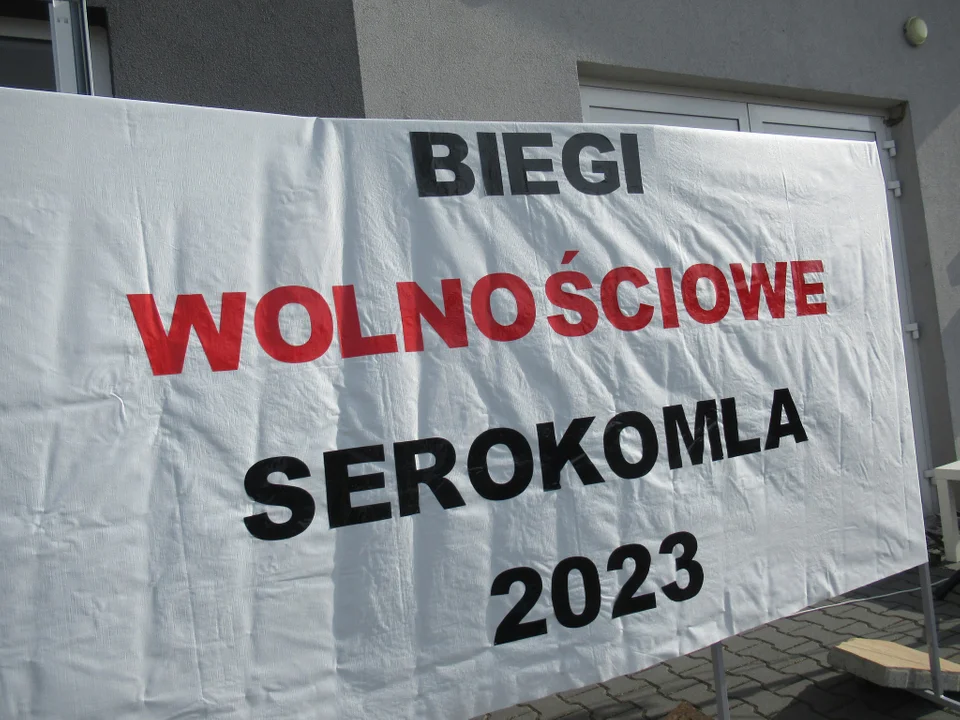 BIEGI
WOLNOŚCIOWE
SEROKOMLA
2023